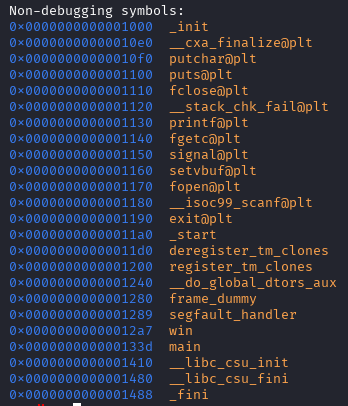 Non-debugging symbols:
0x0000000000001000  _init
0x00000000000010e0  __cxa_finalize@plt
0x00000000000010f0  putchar@plt
0x0000000000001100  puts@plt
0x0000000000001110  fclose@plt
0x0000000000001120  __stack_chk_fail@plt
0x0000000000001130  printf@plt
0x0000000000001140  fgetc@plt
0x0000000000001150  signal@plt
0x0000000000001160  setvbuf@plt
0x0000000000001170  fopen@plt
0x0000000000001180  __isoc99_scanf@plt
0x0000000000001190  exit@plt
0x00000000000011a0  _start
0x00000000000011d0  deregister_tm_clones
0x0000000000001200  register_tm_clones
0x0000000000001240  __do_global_dtors_aux
0x0000000000001280  frame_dummy
0x0000000000001289  segfault_handler
0x00000000000012a7  win
0x000000000000133d  main
0x0000000000001410  __libc_csu_init
0x0000000000001480  __libc_csu_fini
0x0000000000001488  _fini